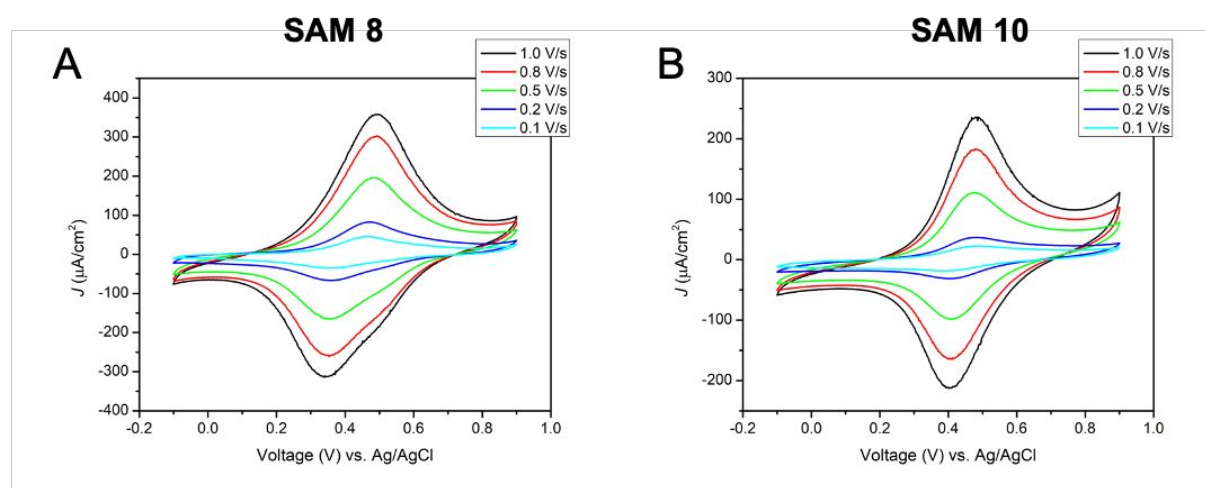 SAM 8
SAM 10
A
1.0 V/s
0.8 V/s
0.5 V/s
0.2 V/s
0.1 V/s
400
300
200
100
0
-100
-200
-300
-400
J (µA/cm²)
-0.2 0.0 0.2 0.4 0.6 0.8 1.0
Voltage (V) vs. Ag/AgCl
B
1.0 V/s
0.8 V/s
0.5 V/s
0.2 V/s
0.1 V/s
300
200
100
0
-100
-200
J (µA/cm²)
-0.2 0.0 0.2 0.4 0.6 0.8 1.0
Voltage (V) vs. Ag/AgCl